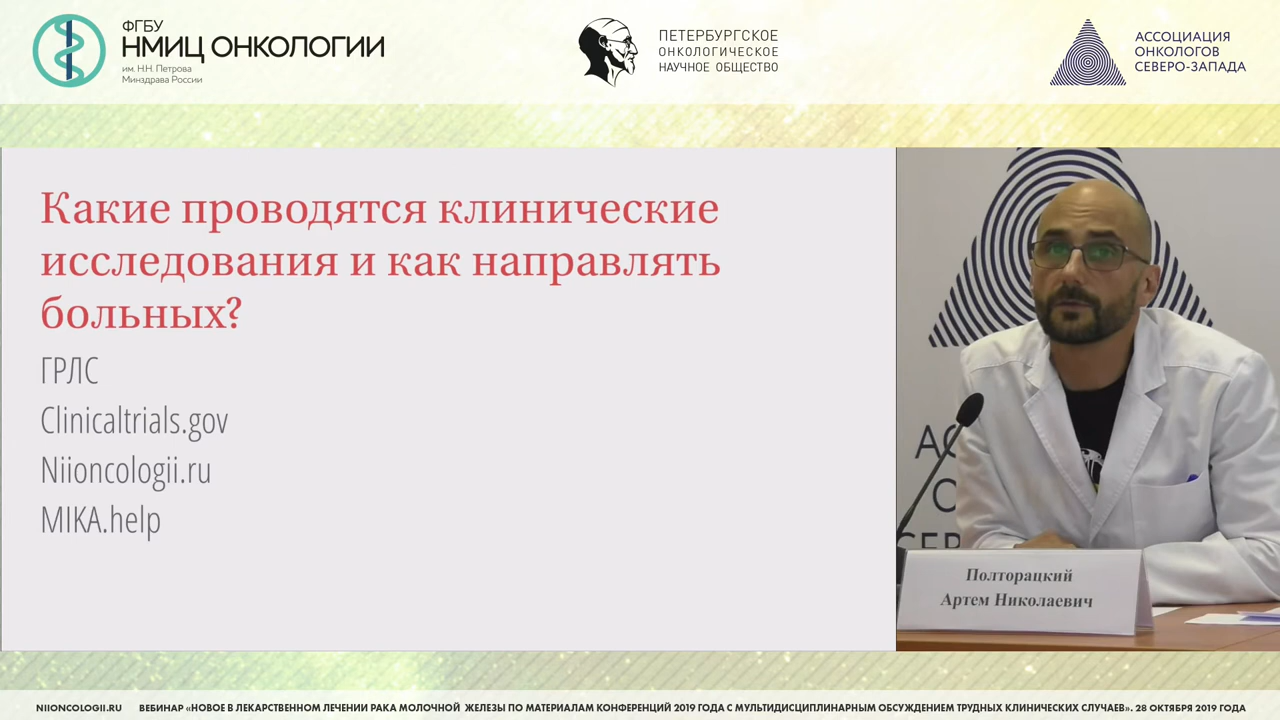 ФГБУ
НМИЦ ОНКОЛОГИИ
им. Н.Н. Петрова
Минздрава России
ПЕТЕРБУРГСКОЕ
ОНКОЛОГИЧЕСКОЕ
НАУЧНОЕ ОБЩЕСТВО
АССОЦИАЦИЯ
ОНКОЛОГОВ
СЕВЕРО-ЗАПАДА
Какие проводятся клинические
исследования и как направлять
больных?
ГРЛС
Clinicaltrials.gov
Niioncologii.ru
MIKA.help
Полторацкий
Артем Николаевич
NIIONCOLOGII.RU ВЕБИНАР «НОВОЕ В ЛЕКАРСТВЕННОМ ЛЕЧЕНИИ РАКА МОЛОЧНОЙ ЖЕЛЕЗЫ ПО МАТЕРИАЛАМ КОНФЕРЕНЦИЙ 2019 ГОДА С МУЛЬТИДИСЦИПЛИНАРНЫМ ОБСУЖДЕНИЕМ ТРУДНЫХ КЛИНИЧЕСКИХ СЛУЧАЕВ». 28 ОКТЯБРЯ 2019 ГОДА